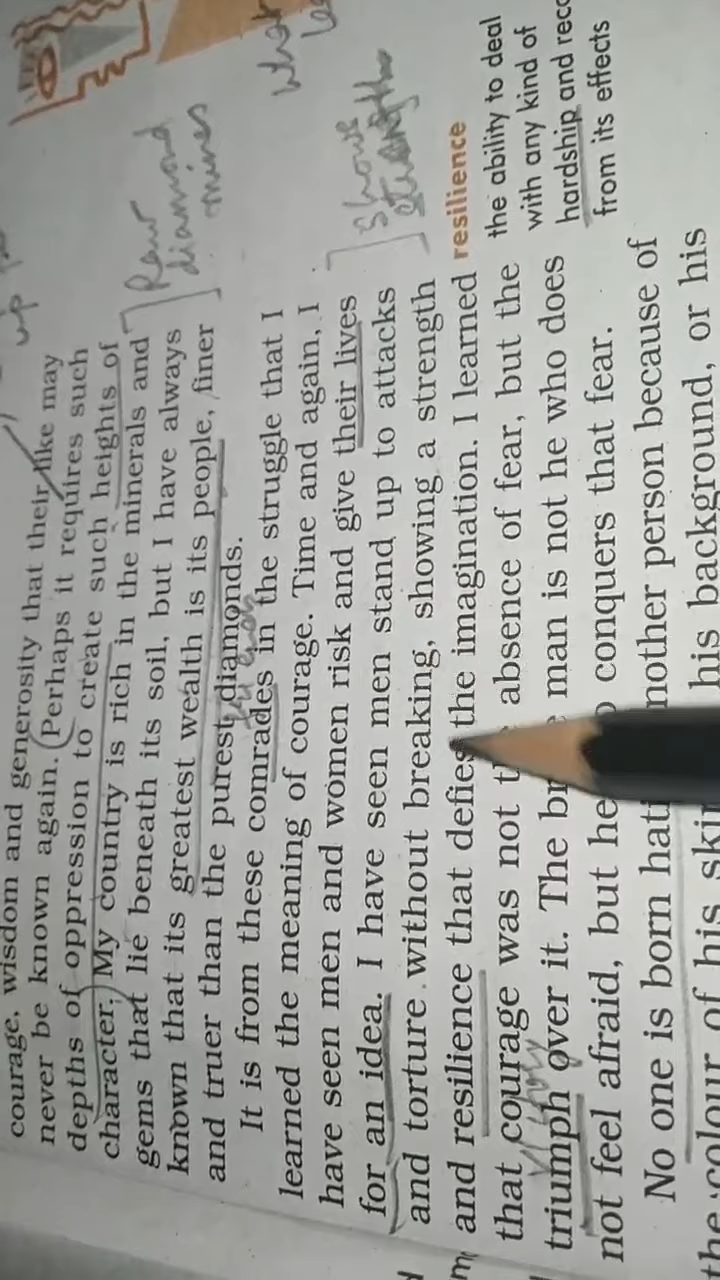 courage, wisdom and generosity that their like may
never be known again. Perhaps it requires such
depths of oppression to create such heights of
character. My country is rich in the minerals and
gems that lie beneath its soil, but I have always
known that its greatest wealth is its people, finer
and truer than the purest diamonds.
It is from these comrades in the struggle that I
learned the meaning of courage. Time and again, I
have seen men and women risk and give their lives
for an idea. I have seen men stand up to attacks
and torture without breaking, showing a strength
and resilience that defies the imagination. I learned
that courage was not the absence of fear, but the
triumph over it. The man is not he who does
not feel afraid, but he conquers that fear.
No one is born another person because of
the colour of his skin his background, or his
Raw
diamond
mines
what
shows
strength
resilience
the ability to deal
with any kind of
hardship and
from its effects
up
victory